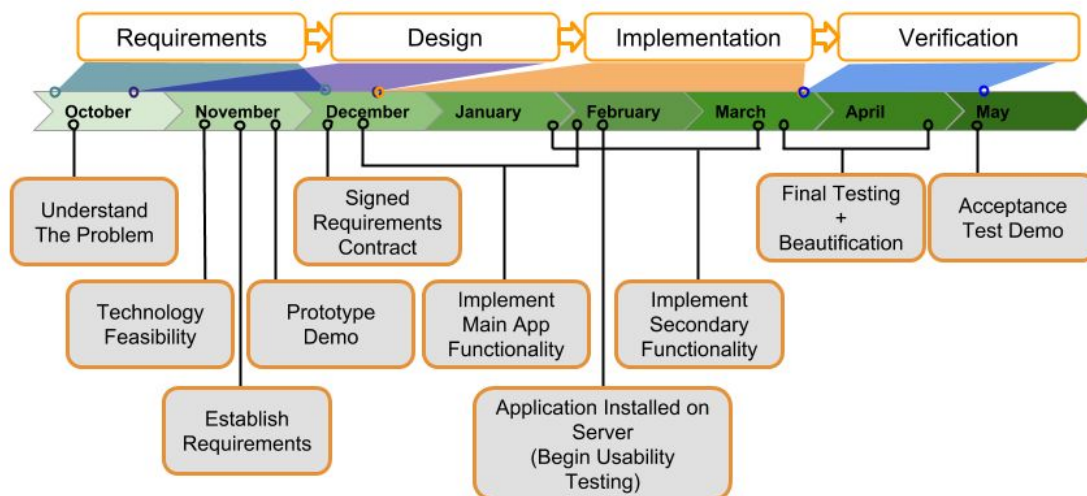 Requirements
Design
Implementation
Verification
October
November
December
January
February
March
April
May
Understand
The Problem
Signed
Requirements
Contract
Final Testing
+
Beautification
Acceptance
Test Demo
Technology
Feasibility
Prototype
Demo
Implement
Main App
Functionality
Implement
Secondary
Functionality
Establish
Requirements
Application Installed on
Server
(Begin Usability
Testing)